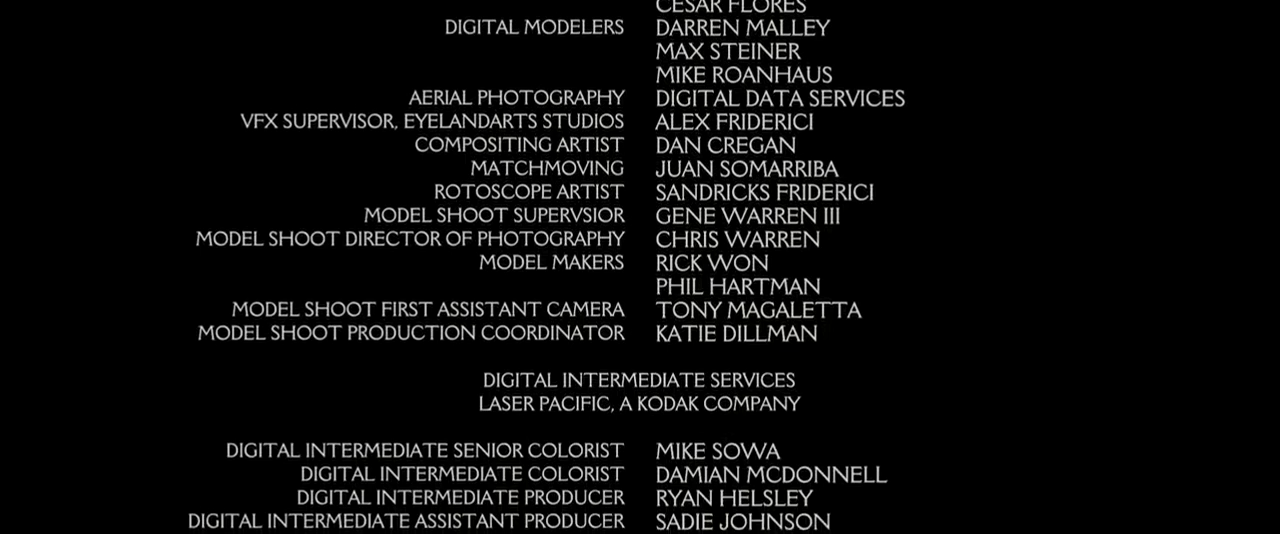 CESAR FLORES
DIGITAL MODELERS DARREN MALLEY
MAX STEINER
MIKE ROANHAUS
AERIAL PHOTOGRAPHY DIGITAL DATA SERVICES
VFX SUPERVISOR, EYELANDARTS STUDIOS ALEX FRIDERICI
COMPOSITING ARTIST DAN CREGAN
MATCHMOVING JUAN SOMARRIBA
ROTOSCOPE ARTIST SANDRICKS FRIDERICI
MODEL SHOOT SUPERVSIOR GENE WARREN III
MODEL SHOOT DIRECTOR OF PHOTOGRAPHY CHRIS WARREN
MODEL MAKERS RICK WON
PHIL HARTMAN
MODEL SHOOT FIRST ASSISTANT CAMERA TONY MAGALETTA
MODEL SHOOT PRODUCTION COORDINATOR KATIE DILLMAN
DIGITAL INTERMEDIATE SERVICES
LASER PACIFIC, A KODAK COMPANY
DIGITAL INTERMEDIATE SENIOR COLORIST MIKE SOWA
DIGITAL INTERMEDIATE COLORIST DAMIAN MCDONNELL
DIGITAL INTERMEDIATE PRODUCER RYAN HELSLEY
DIGITAL INTERMEDIATE ASSISTANT PRODUCER SADIE JOHNSON